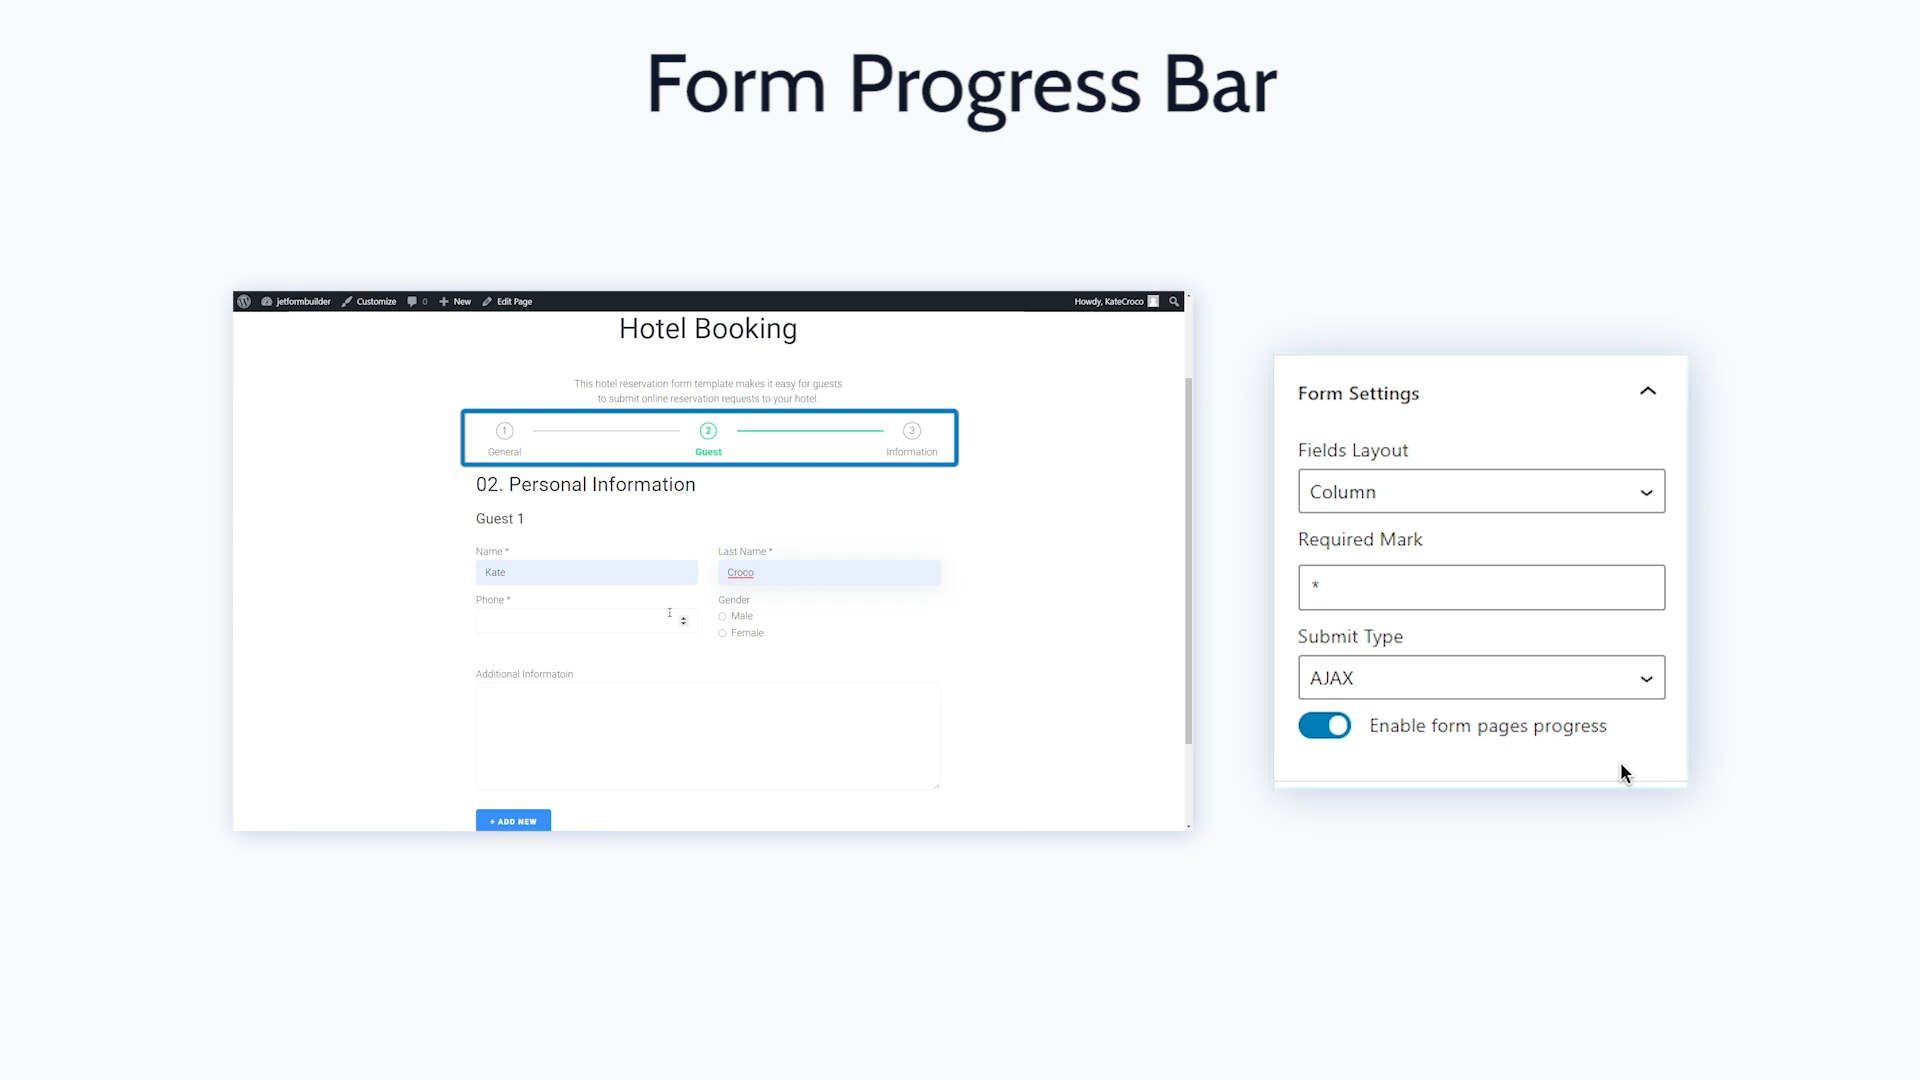 Form Progress Bar
jetformbuilder Customize 0 New Edit Page Howdy, KateCroco
Hotel Booking
This hotel reservation form template makes it easy for guests
to submit online reservation requests to your hotel.
1 2 3
General Guest Information
02. Personal Information
Guest 1
Name * Last Name *
Kate Croco
Phone * Gender
Male
Female
Additional Informatoin
+ ADD NEW
Form Settings
Fields Layout
Column
Required Mark
*
Submit Type
AJAX
Enable form pages progress